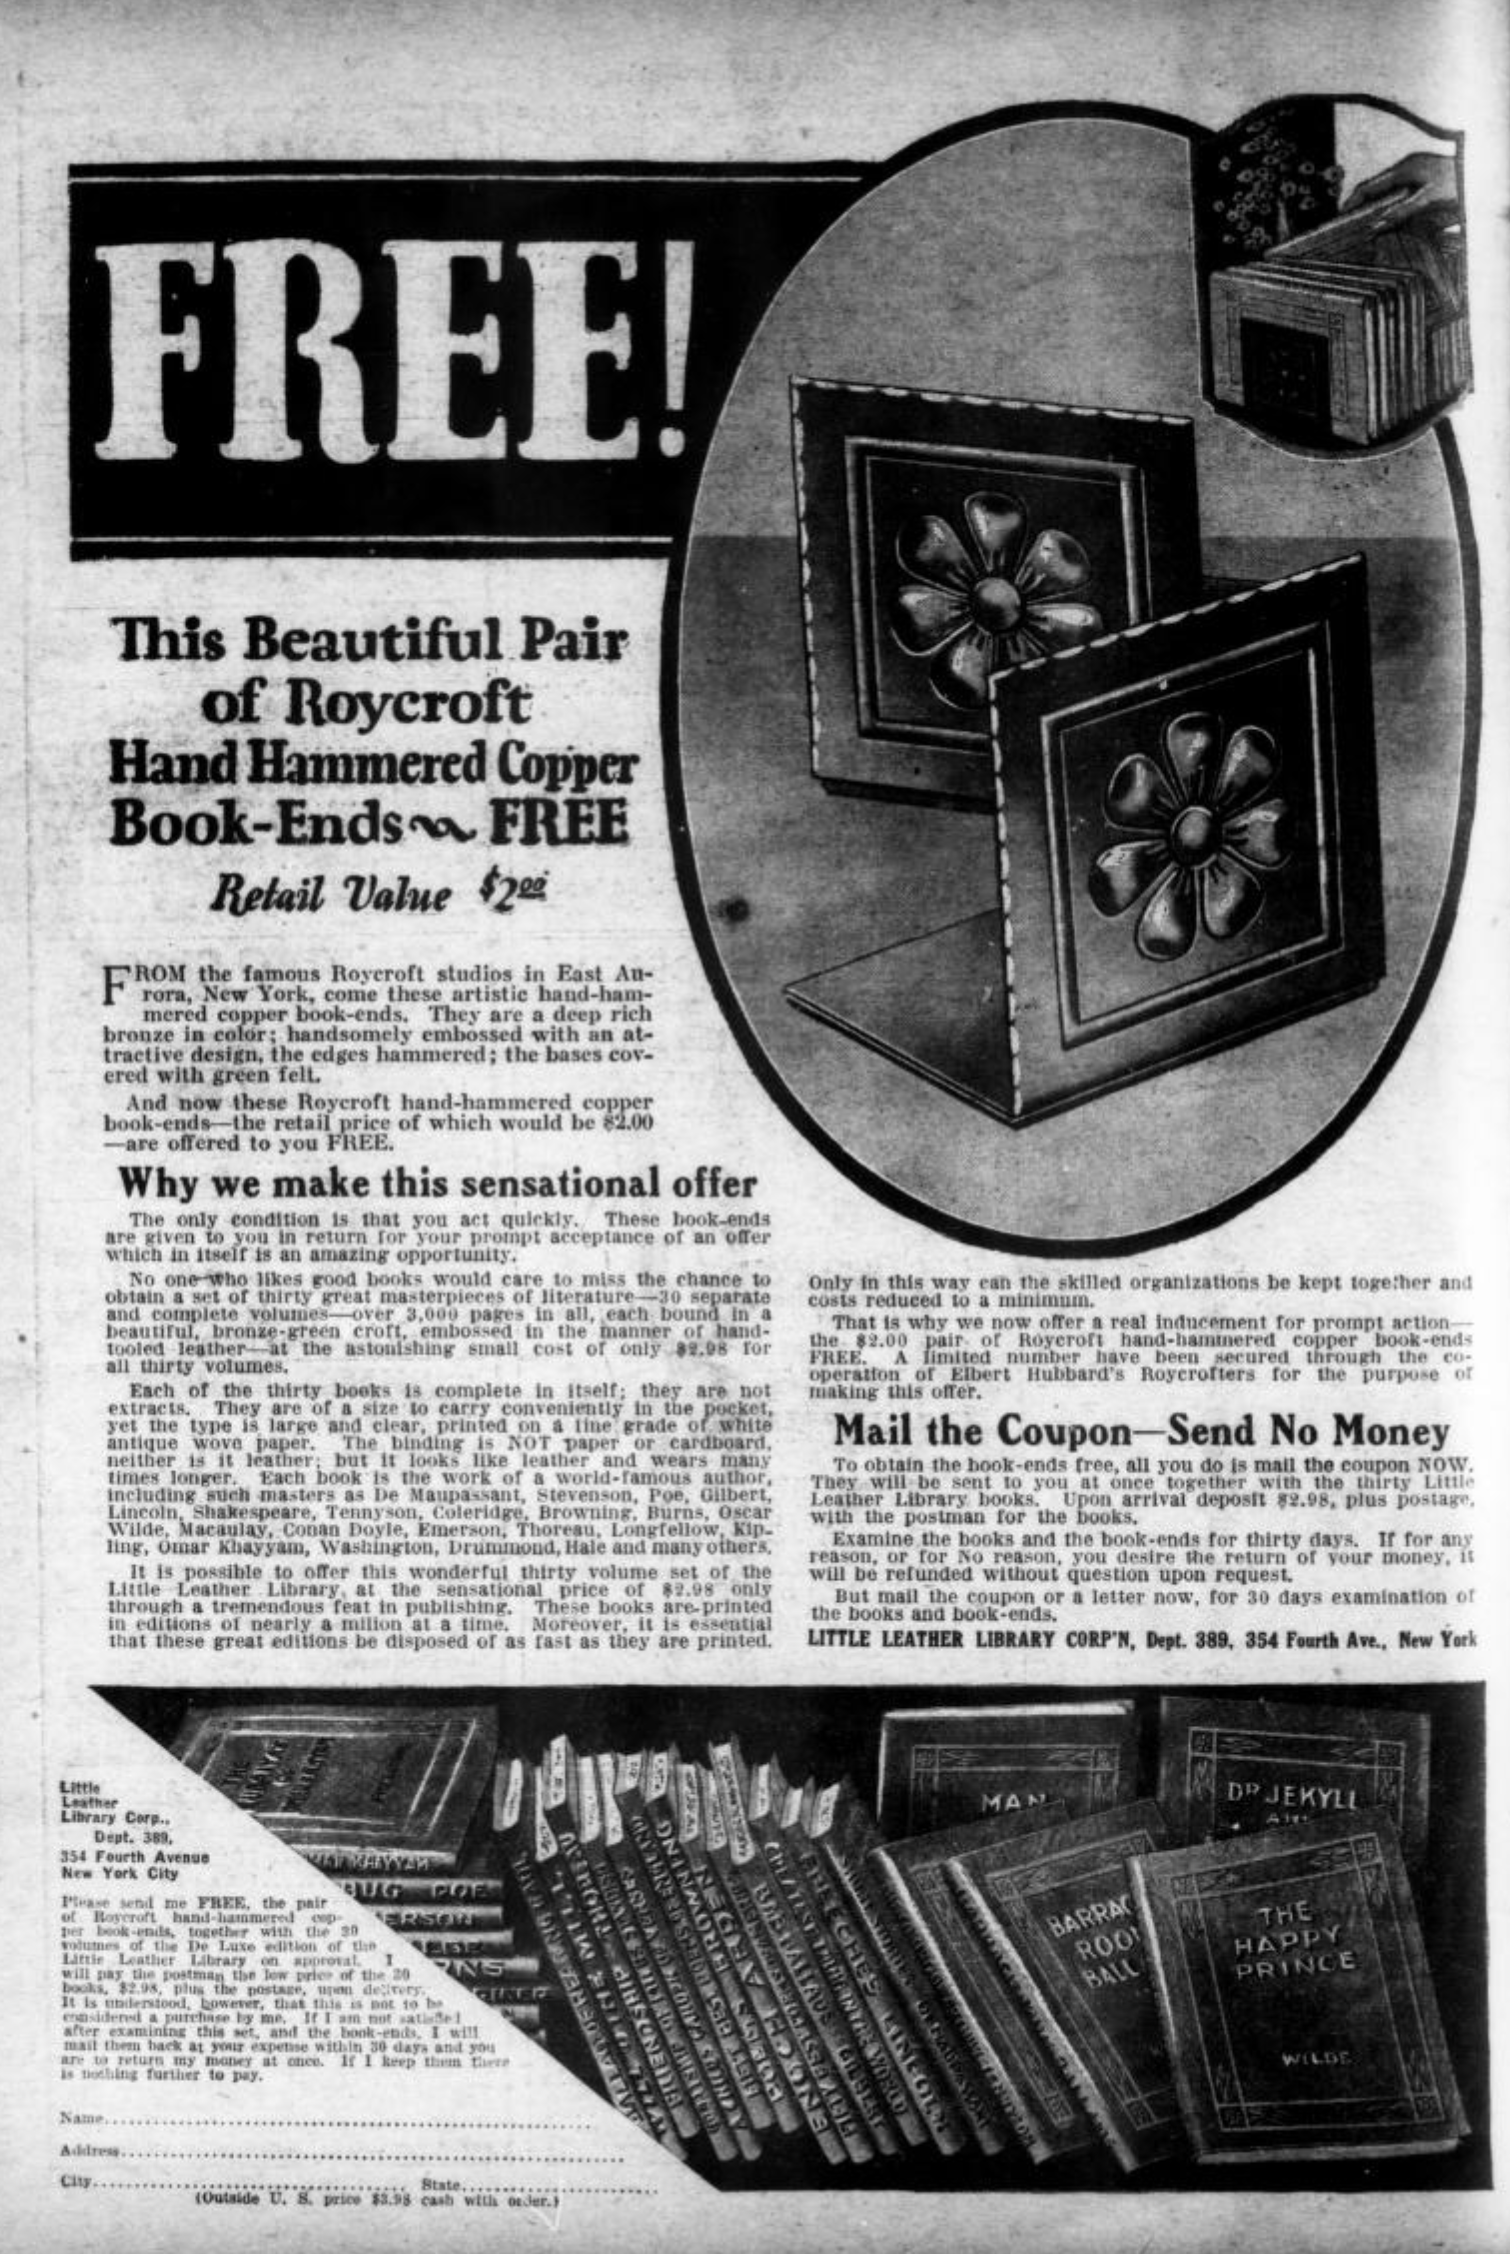 FREE!
This Beautiful Pair
of Roycroft
Hand Hammered Copper
Book-Ends FREE
Retail Value $2.00
FROM the famous Roycroft studios in East Au-
rora, New York, come these artistic hand-ham-
mered copper book-ends. They are a deep rich
bronze in color; handsomely embossed with an at-
tractive design, the edges hammered; the bases cov-
ered with green felt.
And now these Roycroft hand-hammered copper
book-ends—the retail price of which would be $2.00
—are offered to you FREE.
Why we make this sensational offer
The only condition is that you act quickly. These book-ends
are given to you in return for your prompt acceptance of an offer
which in itself is an amazing opportunity.
No one who likes good books would care to miss the chance to
obtain a set of thirty great masterpieces of literature—30 separate
and complete volumes—over 3,000 pages in all, each bound in a
beautiful, bronze-green croft, embossed in the manner of hand-
tooled leather—at the astonishing small cost of only $2.98 for
all thirty volumes.
Each of the thirty books is complete in itself; they are not
extracts. They are of a size to carry conveniently in the pocket,
yet the type is large and clear, printed on a fine grade of white
antique wove paper. The binding is NOT paper or cardboard,
neither is it leather; but it looks like leather and wears many
times longer. Each book is the work of a world-famous author,
including such masters as De Maupassant, Stevenson, Poe, Gilbert,
Lincoln, Shakespeare, Tennyson, Coleridge, Browning, Burns, Oscar
Wilde, Macaulay, Conan Doyle, Emerson, Thoreau, Longfellow, Kip-
ling, Omar Khayyam, Washington, Drummond, Hale and many others.
It is possible to offer this wonderful thirty volume set of the
Little Leather Library, at the sensational price of $2.98 only
through a tremendous feat in publishing. These books are printed
in editions of nearly a milion at a time. Moreover, it is essential
that these great editions be disposed of as fast as they are printed.
Only in this way can the skilled organizations be kept together and
costs reduced to a minimum.
That is why we now offer a real inducement for prompt action—
the $2.00 pair of Roycroft hand-hammered copper book-ends
FREE. A limited number have been secured through the co-
operation of Elbert Hubbard's Roycrofters for the purpose of
making this offer.
Mail the Coupon—Send No Money
To obtain the book-ends free, all you do is mail the coupon NOW.
They will be sent to you at once together with the thirty Little
Leather Library books. Upon arrival deposit $2.98, plus postage,
with the postman for the books.
Examine the books and the book-ends for thirty days. If for any
reason, or for No reason, you desire the return of your money, it
will be refunded without question upon request.
But mail the coupon or a letter now, for 30 days examination of
the books and book-ends.
LITTLE LEATHER LIBRARY CORP'N, Dept. 389, 354 Fourth Ave., New York
Little
Leather
Library Corp.,
Dept. 389,
354 Fourth Avenue
New York City
Please send me FREE, the pair
of Roycroft hand-hammered cop-
per book-ends, together with the 30
volumes of the De Luxe edition of the
Little Leather Library on approval. I
will pay the postman the low price of the 30
books, $2.98, plus the postage, upon delivery.
It is understood, however, that this is not to be
considered a purchase by me. If I am not satisfied
after examining this set, and the book-ends, I will
mail them back at your expense within 30 days and you
are to return my money at once. If I keep them there
is nothing further to pay.
Name
Address
City State
(Outside U. S. price $3.98 cash with order.)
KHAYYAM
BUG POE
MAN
DR JEKYLL
BARRAC
ROO
BALL
THE
HAPPY
PRINCE
WILDE